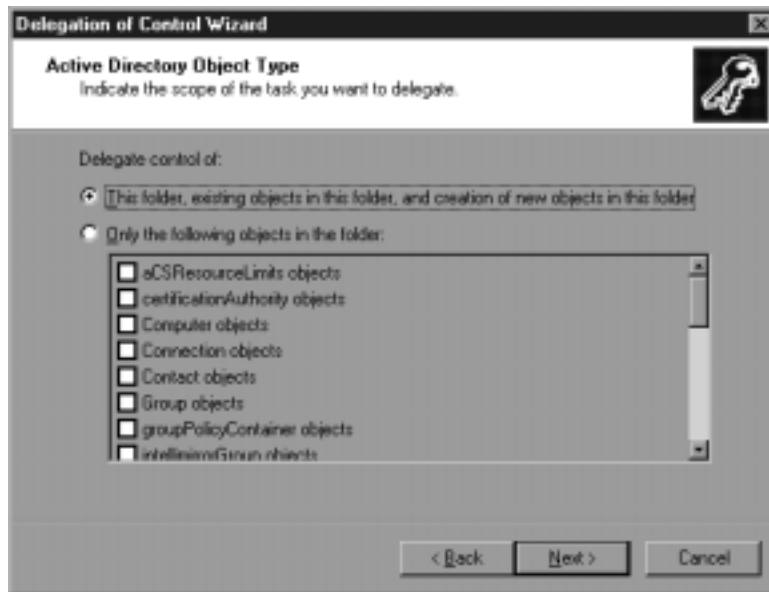 Delegation of Control Wizard
Active Directory Object Type
Indicate the scope of the task you want to delegate.
Delegate control of:
This folder, existing objects in this folder, and creation of new objects in this folder
Only the following objects in the folder:
aCSResourceLimits objects
certificationAuthority objects
Computer objects
Connection objects
Contact objects
Group objects
groupPolicyContainer objects
intellimirrorGroup objects
< Back
Next >
Cancel